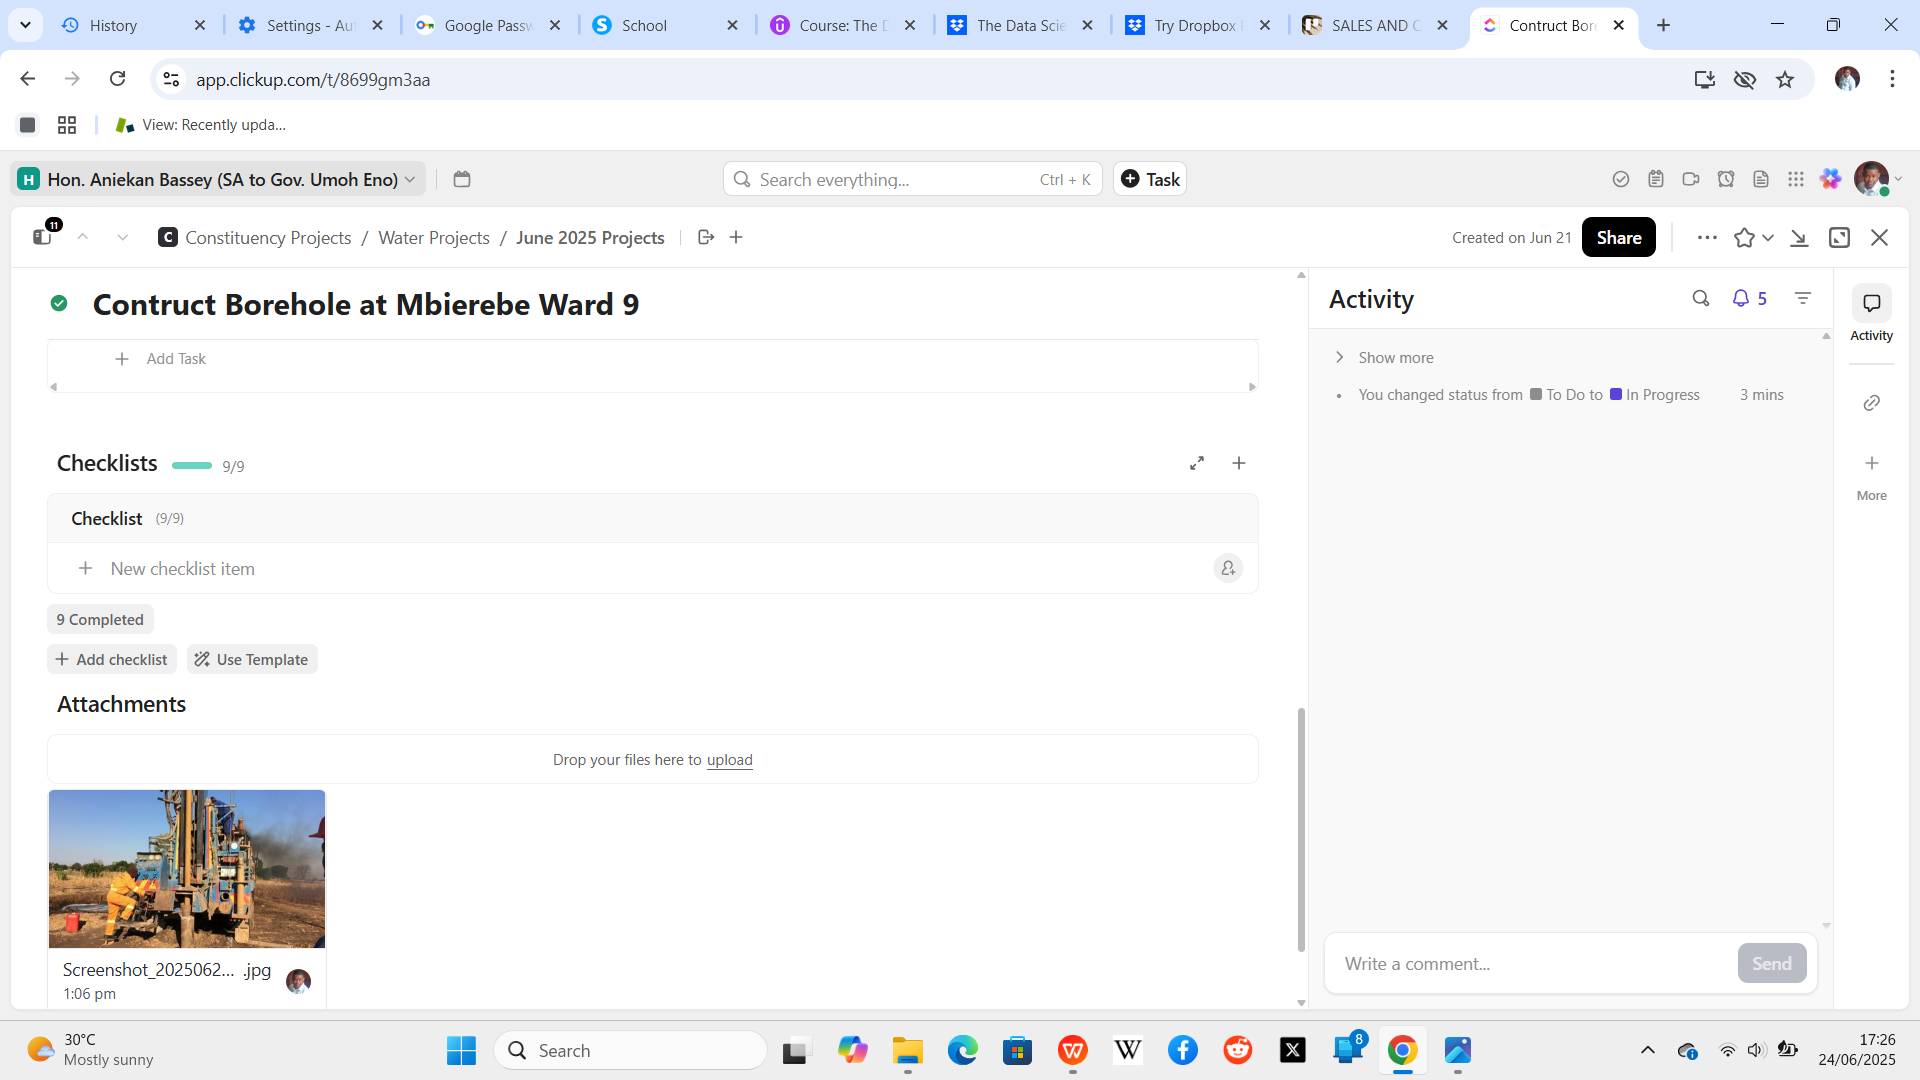 History
Settings - Aut
Google Passw
School
Course: The D
The Data Scie
Try Dropbox
SALES AND C
Contruct Bor
app.clickup.com/t/8699gm3aa
View: Recently upda...
H Hon. Aniekan Bassey (SA to Gov. Umoh Eno)
Search everything... Ctrl + K
Task
11
C Constituency Projects / Water Projects / June 2025 Projects
Created on Jun 21
Share
Contruct Borehole at Mbierebe Ward 9
Add Task
Checklists 9/9
Checklist (9/9)
New checklist item
9 Completed
Add checklist
Use Template
Attachments
Drop your files here to upload
Screenshot_2025062... .jpg
1:06 pm
Activity
5
Show more
You changed status from To Do to In Progress 3 mins
Write a comment...
Send
Activity
More
30°C
Mostly sunny
Search
8
17:26
24/06/2025